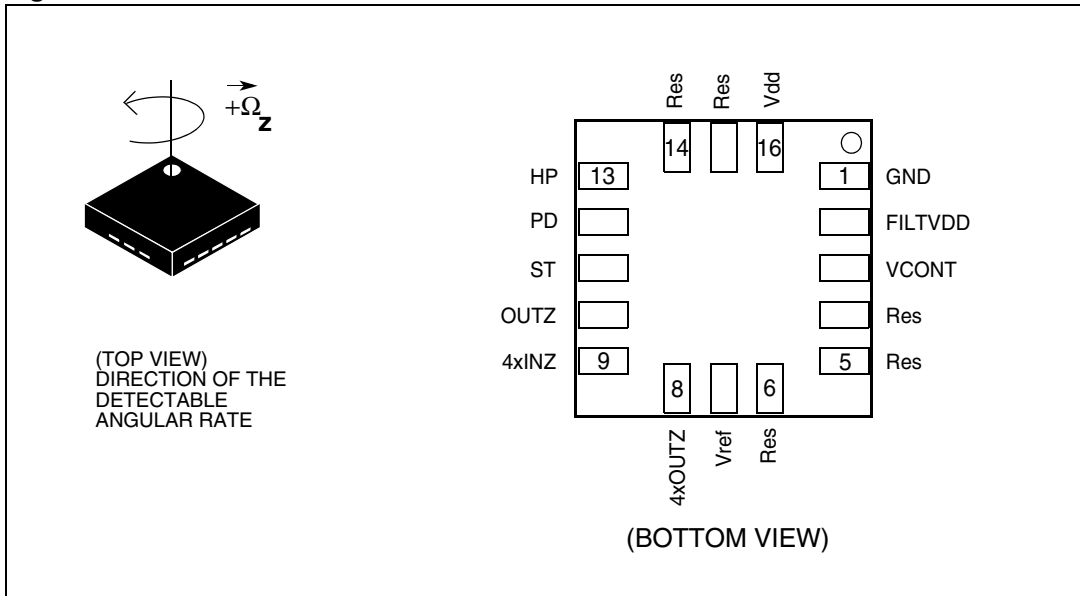 +Ω
z
(TOP VIEW)
DIRECTION OF THE
DETECTABLE
ANGULAR RATE
Res
Res
Vdd
14
16
HP
13
1
GND
PD
FILTVDD
ST
VCONT
OUTZ
Res
4xINZ
9
5
Res
8
6
4xOUTZ
Vref
Res
(BOTTOM VIEW)